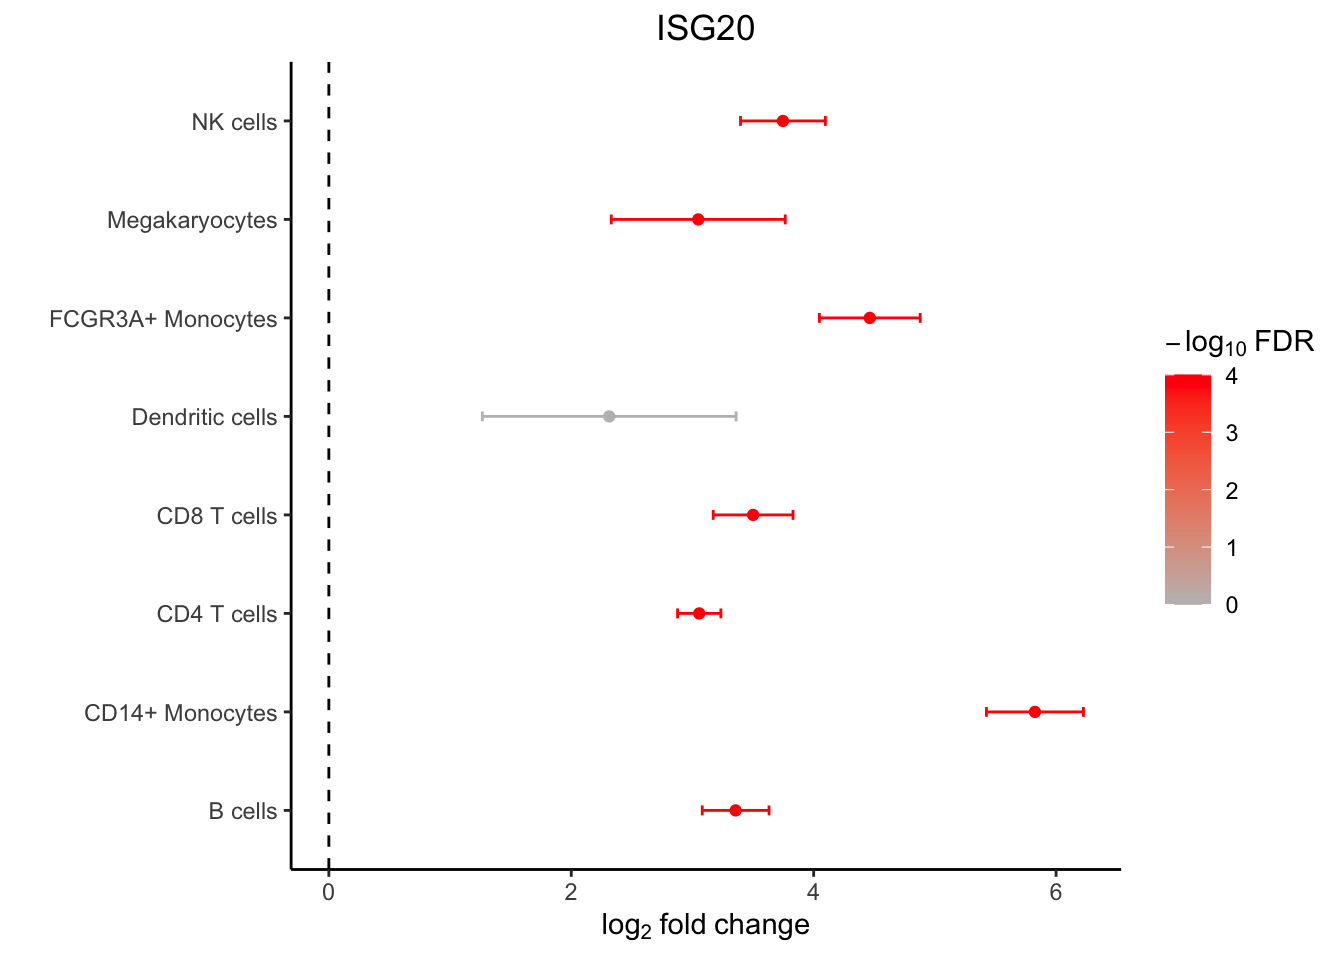 ISG20
NK cells
Megakaryocytes
FCGR3A+ Monocytes
Dendritic cells
CD8 T cells
CD4 T cells
CD14+ Monocytes
B cells
0 2 4 6
log₂ fold change
−log₁₀ FDR
4
3
2
1
0